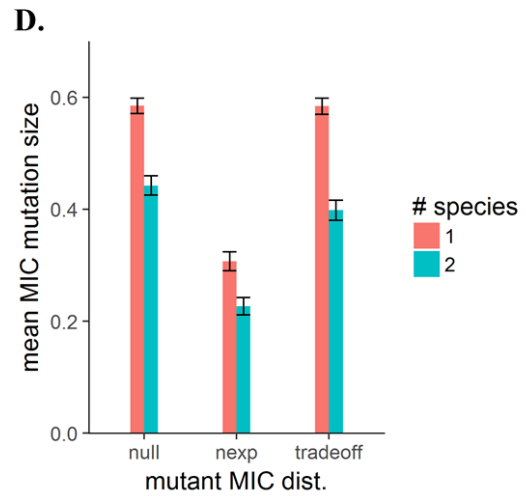 D.
mean MIC mutation size
0.6
0.4
0.2
0.0
null nexp tradeoff
mutant MIC dist.
# species
1
2